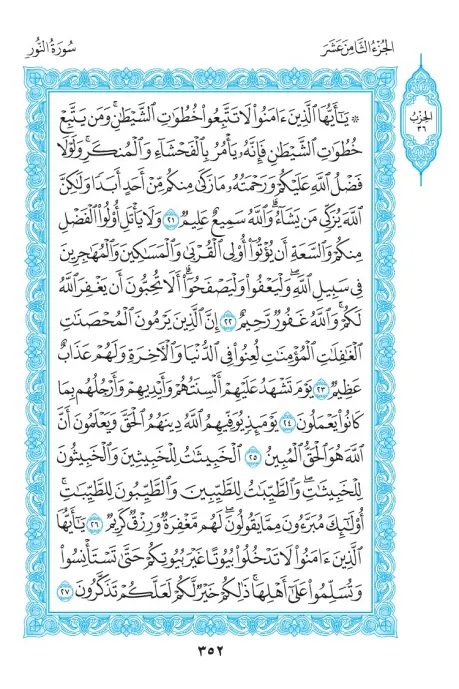 الجزء الثامن عشر
سورة النور
الحزب
٣٦
۞ يَـٰٓأَيُّهَا ٱلَّذِينَ ءَامَنُوا۟ لَا تَتَّبِعُوا۟ خُطُوَٰتِ ٱلشَّيْطَـٰنِ ۚ وَمَن يَتَّبِعْ
خُطُوَٰتِ ٱلشَّيْطَـٰنِ فَإِنَّهُۥ يَأْمُرُ بِٱلْفَحْشَآءِ وَٱلْمُنكَرِ ۚ وَلَوْلَا
فَضْلُ ٱللَّهِ عَلَيْكُمْ وَرَحْمَتُهُۥ مَا زَكَىٰ مِنكُم مِّنْ أَحَدٍ أَبَدًا وَلَـٰكِنَّ
ٱللَّهَ يُزَكِّى مَن يَشَآءُ ۗ وَٱللَّهُ سَمِيعٌ عَلِيمٌ ٢١ وَلَا يَأْتَلِ أُو۟لُوا۟ ٱلْفَضْلِ
مِنكُمْ وَٱلسَّعَةِ أَن يُؤْتُوٓا۟ أُو۟لِى ٱلْقُرْبَىٰ وَٱلْمَسَـٰكِينَ وَٱلْمُهَـٰجِرِينَ
فِى سَبِيلِ ٱللَّهِ ۖ وَلْيَعْفُوا۟ وَلْيَصْفَحُوٓا۟ ۗ أَلَا تُحِبُّونَ أَن يَغْفِرَ ٱللَّهُ
لَكُمْ ۗ وَٱللَّهُ غَفُورٌ رَّحِيمٌ ٢٢ إِنَّ ٱلَّذِينَ يَرْمُونَ ٱلْمُحْصَنَـٰتِ
ٱلْغَـٰفِلَـٰتِ ٱلْمُؤْمِنَـٰتِ لُعِنُوا۟ فِى ٱلدُّنْيَا وَٱلْـَٔاخِرَةِ وَلَهُمْ عَذَابٌ
عَظِيمٌ ٢٣ يَوْمَ تَشْهَدُ عَلَيْهِمْ أَلْسِنَتُهُمْ وَأَيْدِيهِمْ وَأَرْجُلُهُم بِمَا
كَانُوا۟ يَعْمَلُونَ ٢٤ يَوْمَئِذٍ يُوَفِّيهِمُ ٱللَّهُ دِينَهُمُ ٱلْحَقَّ وَيَعْلَمُونَ أَنَّ
ٱللَّهَ هُوَ ٱلْحَقُّ ٱلْمُبِينُ ٢٥ ٱلْخَبِيثَـٰتُ لِلْخَبِيثِينَ وَٱلْخَبِيثُونَ
لِلْخَبِيثَـٰتِ ۖ وَٱلطَّيِّبَـٰتُ لِلطَّيِّبِينَ وَٱلطَّيِّبُونَ لِلطَّيِّبَـٰتِ ۚ
أُو۟لَـٰٓئِكَ مُبَرَّءُونَ مِمَّا يَقُولُونَ ۖ لَهُم مَّغْفِرَةٌ وَرِزْقٌ كَرِيمٌ ٢٦ يَـٰٓأَيُّهَا
ٱلَّذِينَ ءَامَنُوا۟ لَا تَدْخُلُوا۟ بُيُوتًا غَيْرَ بُيُوتِكُمْ حَتَّىٰ تَسْتَأْنِسُوا۟
وَتُسَلِّمُوا۟ عَلَىٰٓ أَهْلِهَا ۚ ذَٰلِكُمْ خَيْرٌ لَّكُمْ لَعَلَّكُمْ تَذَكَّرُونَ ٢٧
٣٥٢